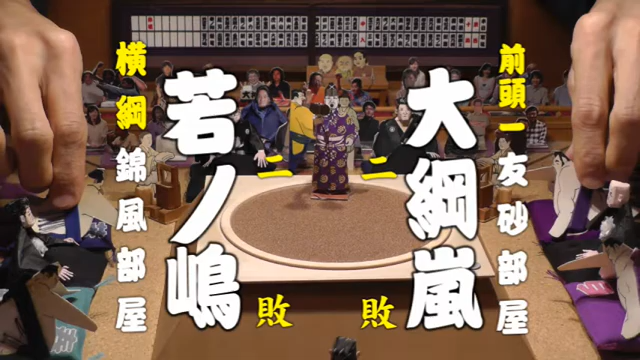 前頭一友砂部屋
大綱嵐
二敗
二敗
若ノ嶋
横綱錦風部屋